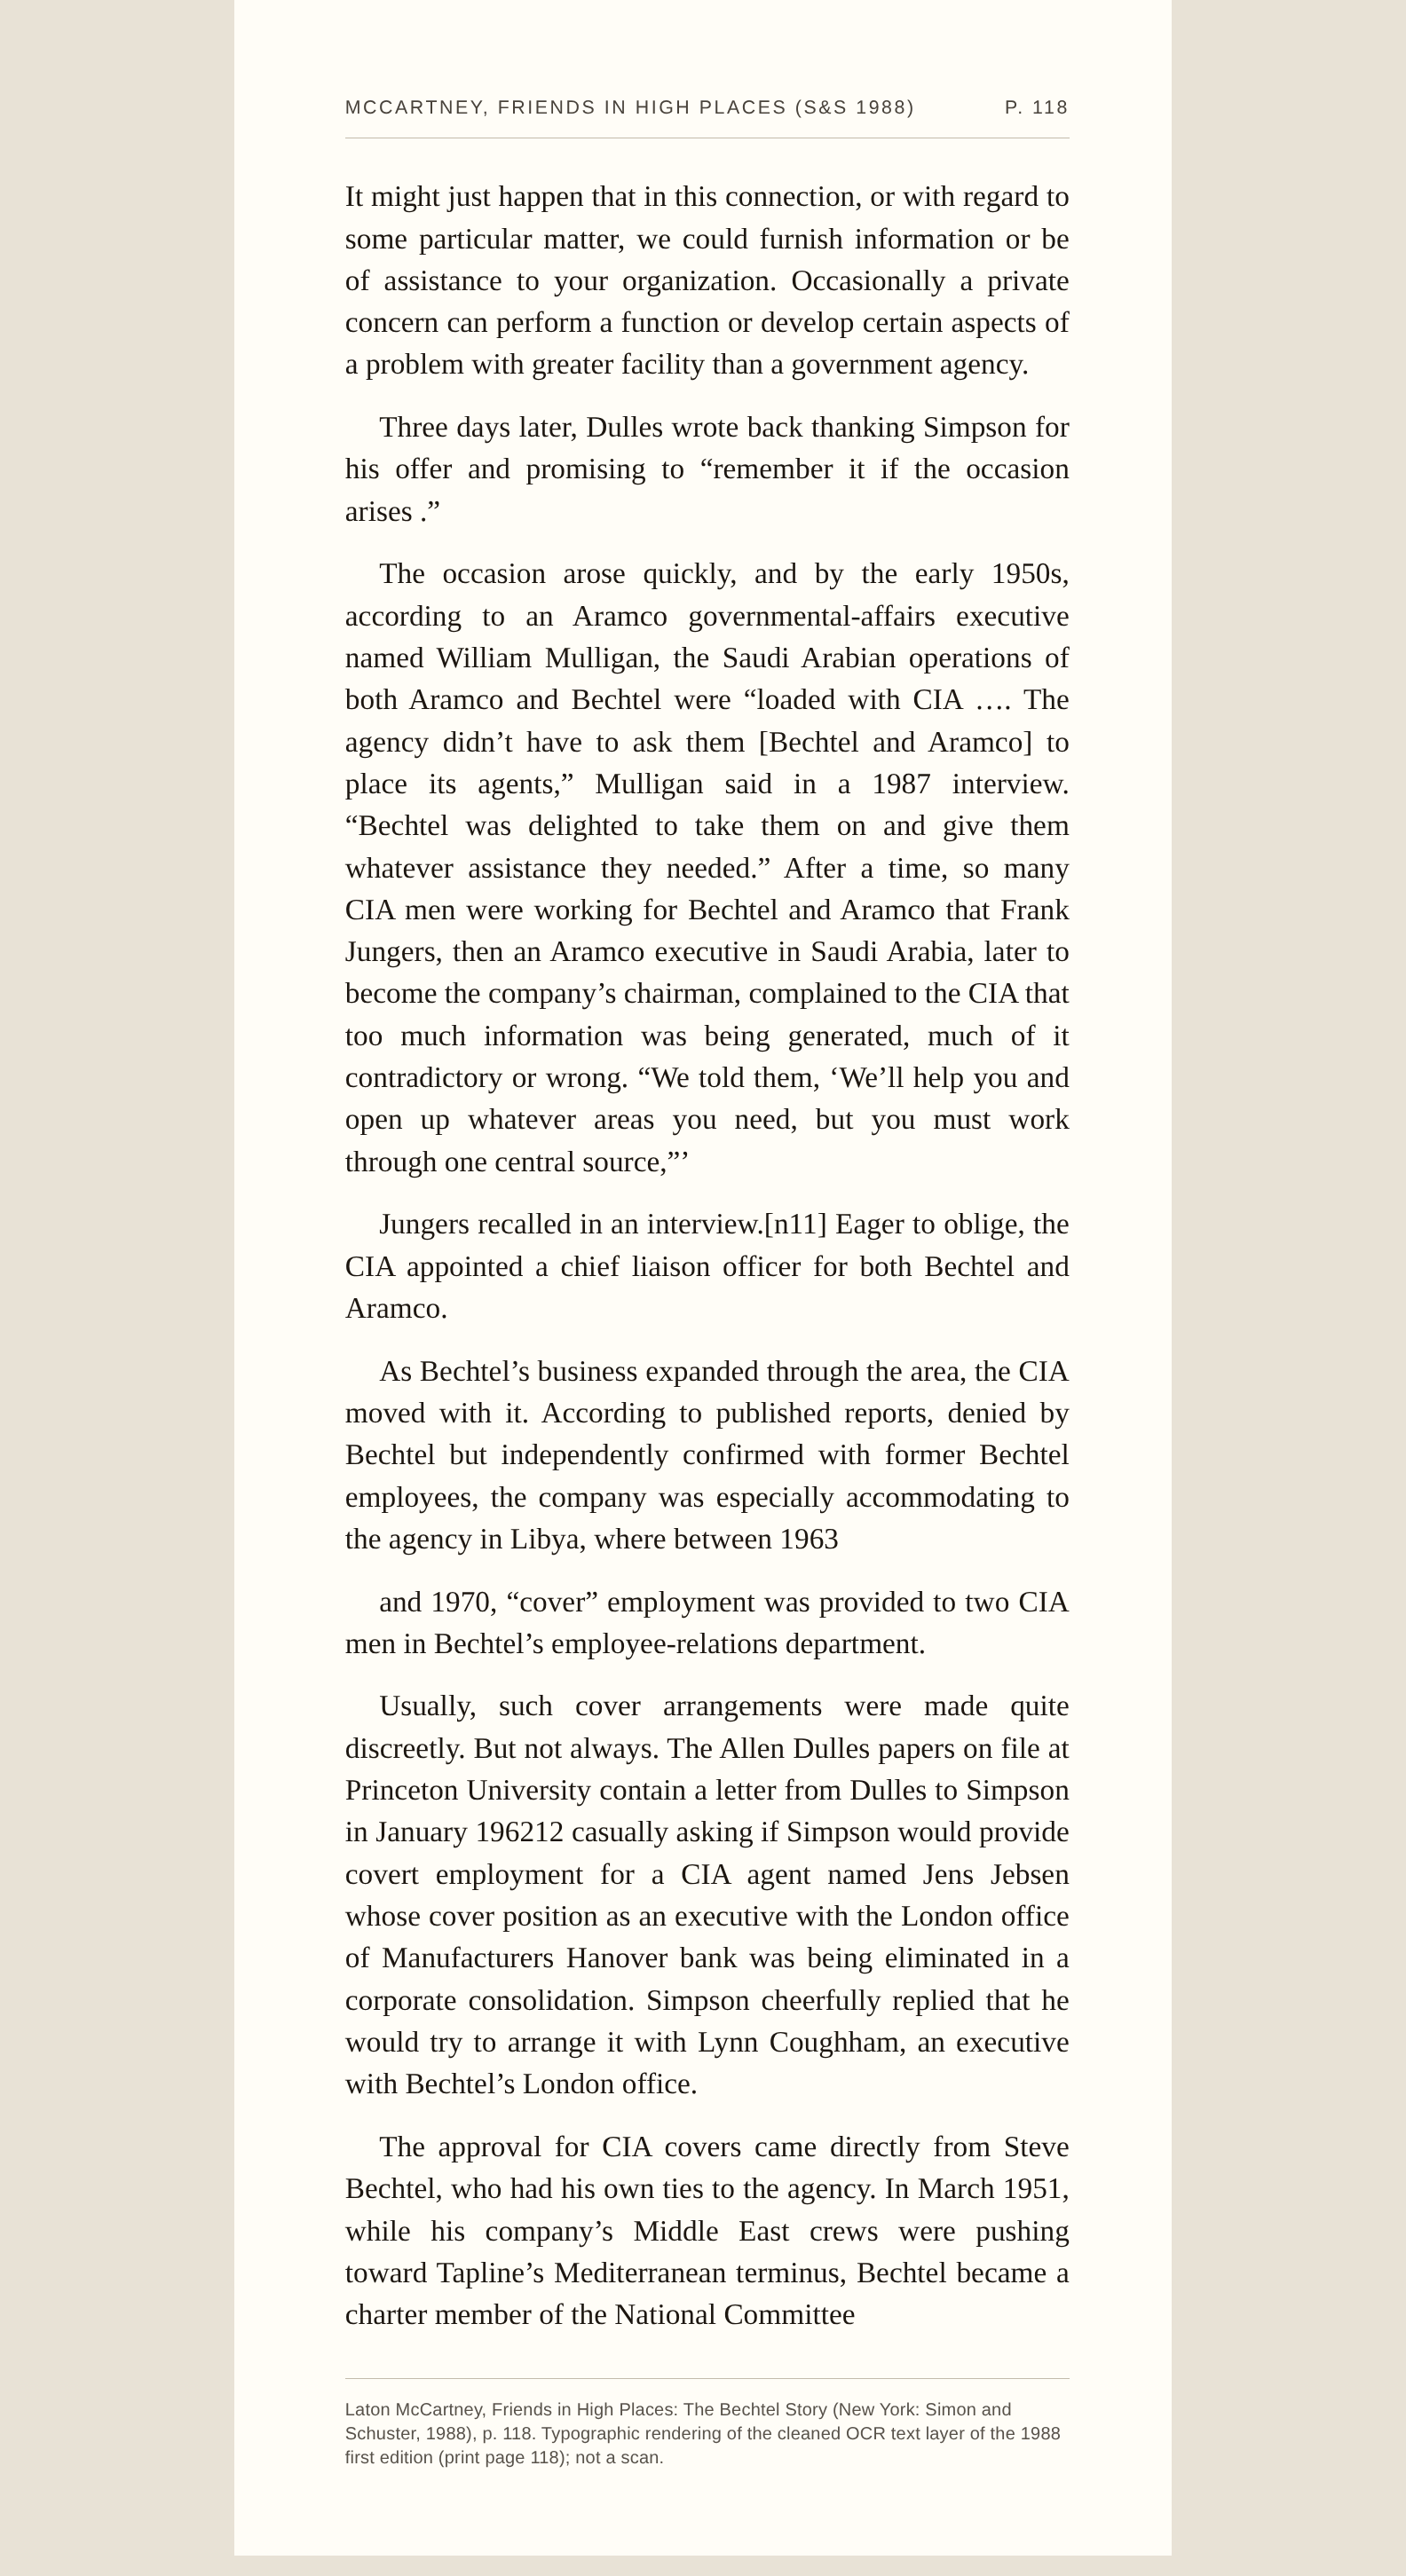 MCCARTNEY, FRIENDS IN HIGH PLACES (S&S 1988) P. 118
It might just happen that in this connection, or with regard to
some particular matter, we could furnish information or be
of assistance to your organization. Occasionally a private
concern can perform a function or develop certain aspects of
a problem with greater facility than a government agency.
Three days later, Dulles wrote back thanking Simpson for
his offer and promising to “remember it if the occasion
arises .”
The occasion arose quickly, and by the early 1950s,
according to an Aramco governmental-affairs executive
named William Mulligan, the Saudi Arabian operations of
both Aramco and Bechtel were “loaded with CIA …. The
agency didn’t have to ask them [Bechtel and Aramco] to
place its agents,” Mulligan said in a 1987 interview.
“Bechtel was delighted to take them on and give them
whatever assistance they needed.” After a time, so many
CIA men were working for Bechtel and Aramco that Frank
Jungers, then an Aramco executive in Saudi Arabia, later to
become the company’s chairman, complained to the CIA that
too much information was being generated, much of it
contradictory or wrong. “We told them, ‘We’ll help you and
open up whatever areas you need, but you must work
through one central source,”’
Jungers recalled in an interview.[n11] Eager to oblige, the
CIA appointed a chief liaison officer for both Bechtel and
Aramco.
As Bechtel’s business expanded through the area, the CIA
moved with it. According to published reports, denied by
Bechtel but independently confirmed with former Bechtel
employees, the company was especially accommodating to
the agency in Libya, where between 1963
and 1970, “cover” employment was provided to two CIA
men in Bechtel’s employee-relations department.
Usually, such cover arrangements were made quite
discreetly. But not always. The Allen Dulles papers on file at
Princeton University contain a letter from Dulles to Simpson
in January 196212 casually asking if Simpson would provide
covert employment for a CIA agent named Jens Jebsen
whose cover position as an executive with the London office
of Manufacturers Hanover bank was being eliminated in a
corporate consolidation. Simpson cheerfully replied that he
would try to arrange it with Lynn Coughham, an executive
with Bechtel’s London office.
The approval for CIA covers came directly from Steve
Bechtel, who had his own ties to the agency. In March 1951,
while his company’s Middle East crews were pushing
toward Tapline’s Mediterranean terminus, Bechtel became a
charter member of the National Committee
Laton McCartney, Friends in High Places: The Bechtel Story (New York: Simon and
Schuster, 1988), p. 118. Typographic rendering of the cleaned OCR text layer of the 1988
first edition (print page 118); not a scan.